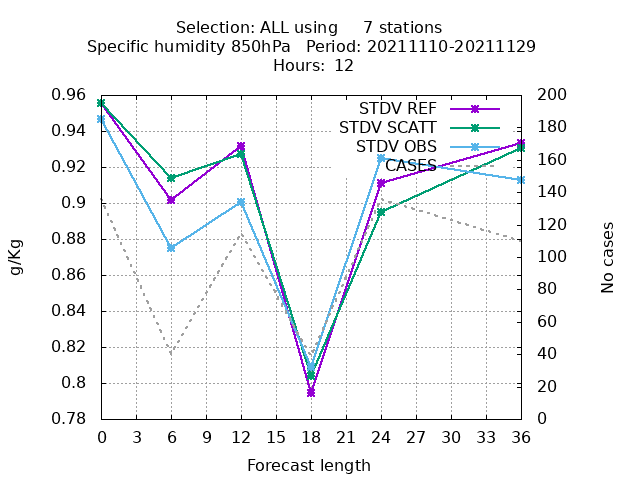 Selection: ALL using     7 stations
Specific humidity 850hPa   Period: 20211110-20211129
Hours: 12
STDV REF
STDV SCATT
STDV OBS
CASES
0.96
0.94
0.92
0.9
0.88
0.86
0.84
0.82
0.8
0.78
200
180
160
140
120
100
80
60
40
20
0
g/Kg
No cases
0 3 6 9 12 15 18 21 24 27 30 33 36
Forecast length